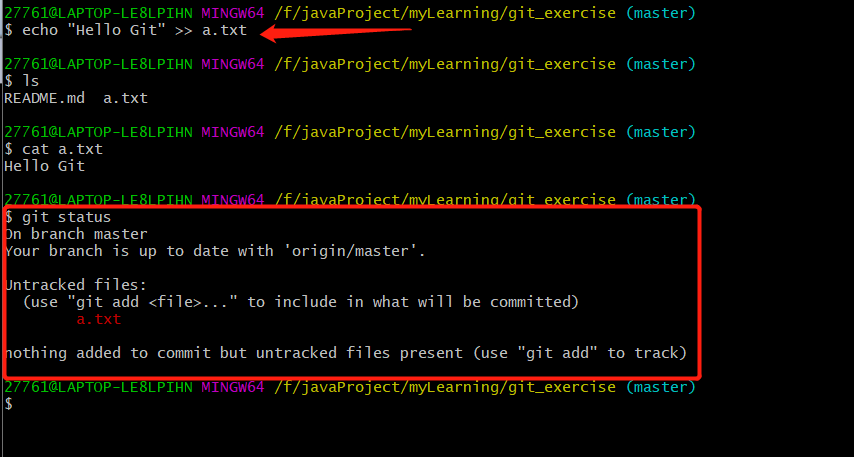 27761@LAPTOP-LE8LPIHN MINGW64 /f/javaProject/myLearning/git_exercise (master)
$ echo "Hello Git" >> a.txt
27761@LAPTOP-LE8LPIHN MINGW64 /f/javaProject/myLearning/git_exercise (master)
$ ls
README.md  a.txt
27761@LAPTOP-LE8LPIHN MINGW64 /f/javaProject/myLearning/git_exercise (master)
$ cat a.txt
Hello Git
27761@LAPTOP-LE8LPIHN MINGW64 /f/javaProject/myLearning/git_exercise (master)
$ git status
On branch master
Your branch is up to date with 'origin/master'.
Untracked files:
  (use "git add <file>..." to include in what will be committed)
        a.txt
nothing added to commit but untracked files present (use "git add" to track)
27761@LAPTOP-LE8LPIHN MINGW64 /f/javaProject/myLearning/git_exercise (master)
$